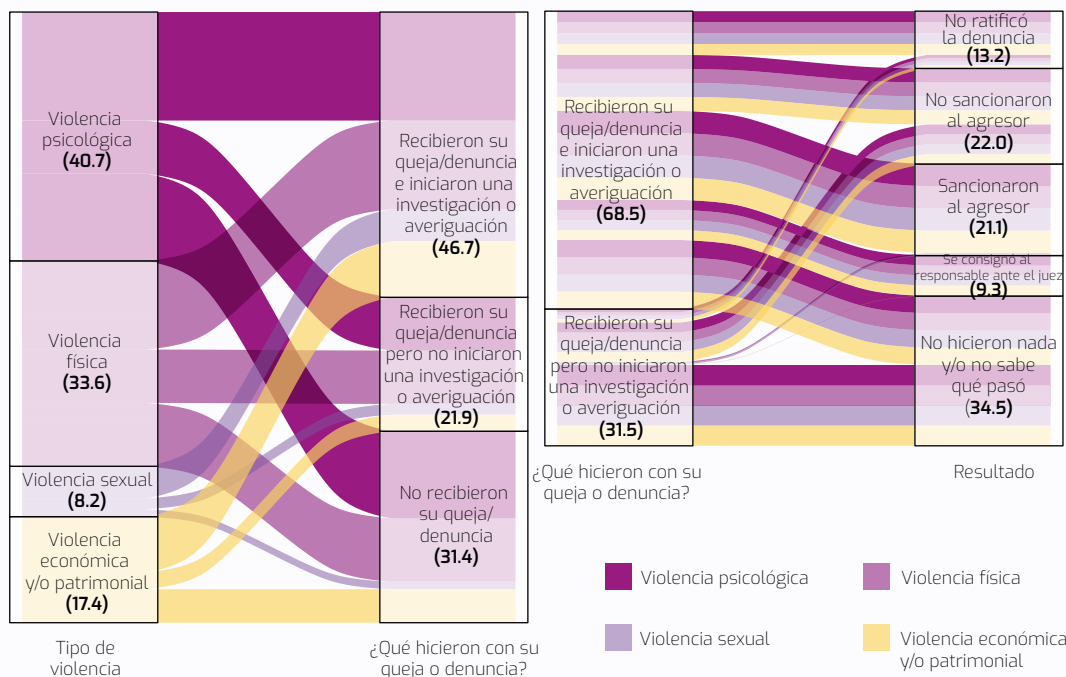 Violencia
psicológica
(40.7)
Violencia
física
(33.6)
Violencia sexual
(8.2)
Violencia
económica
y/o patrimonial
(17.4)
Tipo de
violencia
Recibieron su
queja/denuncia
e iniciaron una
investigación o
averiguación
(46.7)
Recibieron su
queja/denuncia
pero no iniciaron
una investigación
o averiguación
(21.9)
No recibieron
su queja/
denuncia
(31.4)
¿Qué hicieron con su
queja o denuncia?
Recibieron su
queja/denuncia
e iniciaron una
investigación o
averiguación
(68.5)
Recibieron su
queja/denuncia
pero no iniciaron
una investigación
o averiguación
(31.5)
¿Qué hicieron con su
queja o denuncia?
No ratificó
la denuncia
(13.2)
No sancionaron
al agresor
(22.0)
Sancionaron
al agresor
(21.1)
Se consignó al
responsable ante el juez
(9.3)
No hicieron nada
y/o no sabe
qué pasó
(34.5)
Resultado
Violencia psicológica
Violencia física
Violencia sexual
Violencia económica
y/o patrimonial